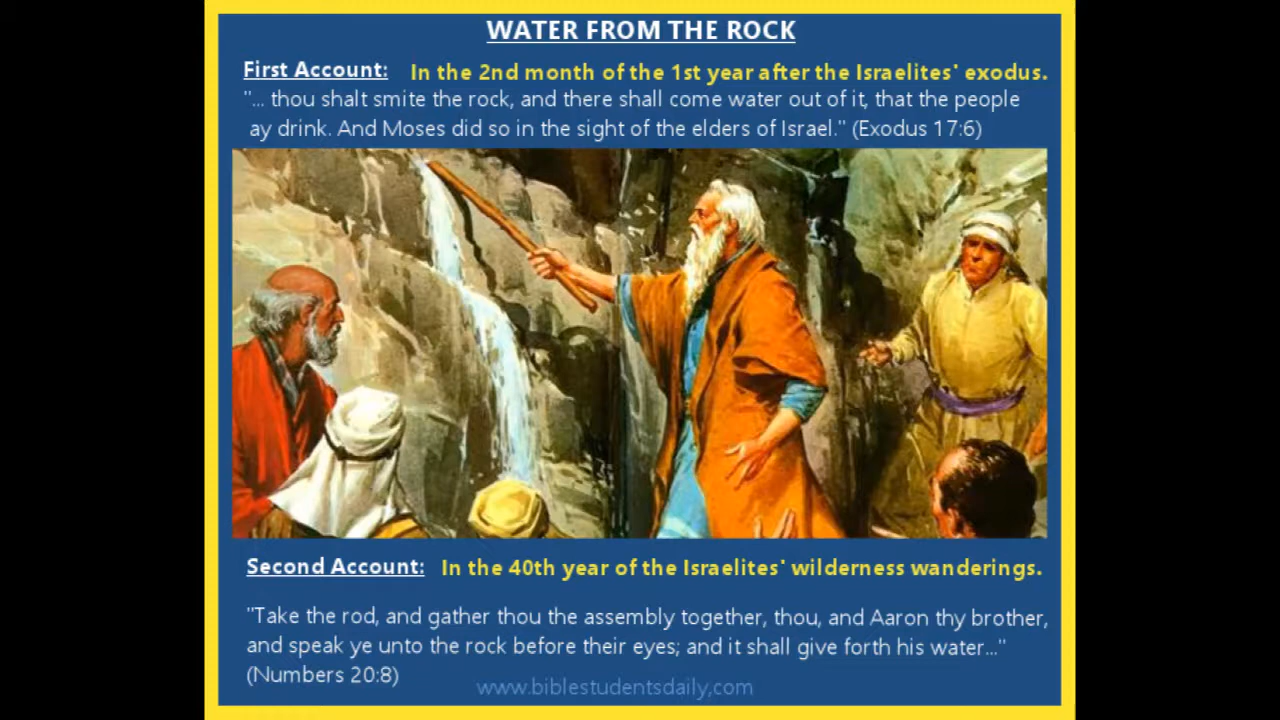 WATER FROM THE ROCK
First Account: In the 2nd month of the 1st year after the Israelites' exodus.
"... thou shalt smite the rock, and there shall come water out of it, that the people
ay drink. And Moses did so in the sight of the elders of Israel." (Exodus 17:6)
Second Account: In the 40th year of the Israelites' wilderness wanderings.
"Take the rod, and gather thou the assembly together, thou, and Aaron thy brother,
and speak ye unto the rock before their eyes; and it shall give forth his water..."
(Numbers 20:8)
www.biblestudentsdaily,com